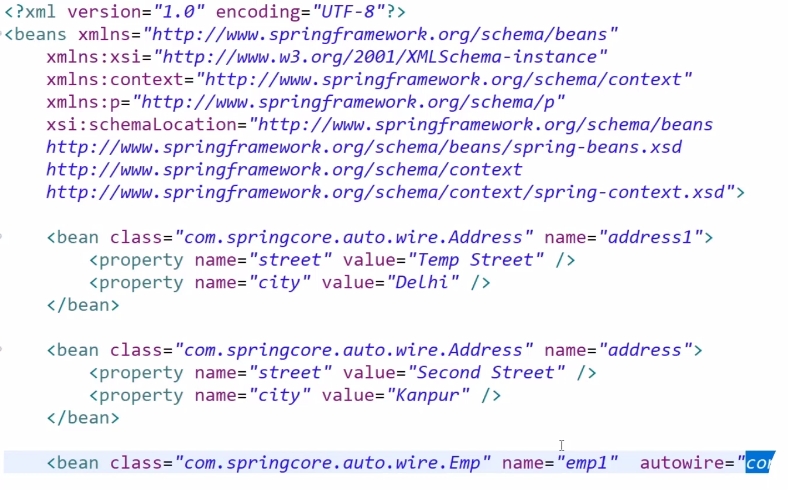 <?xml version="1.0" encoding="UTF-8"?>
<beans xmlns="http://www.springframework.org/schema/beans"
xmlns:xsi="http://www.w3.org/2001/XMLSchema-instance"
xmlns:context="http://www.springframework.org/schema/context"
xmlns:p="http://www.springframework.org/schema/p"
xsi:schemaLocation="http://www.springframework.org/schema/beans
http://www.springframework.org/schema/beans/spring-beans.xsd
http://www.springframework.org/schema/context
http://www.springframework.org/schema/context/spring-context.xsd">
<bean class="com.springcore.auto.wire.Address" name="address1">
<property name="street" value="Temp Street" />
<property name="city" value="Delhi" />
</bean>
<bean class="com.springcore.auto.wire.Address" name="address">
<property name="street" value="Second Street" />
<property name="city" value="Kanpur" />
</bean>
<bean class="com.springcore.auto.wire.Emp" name="emp1" autowire="